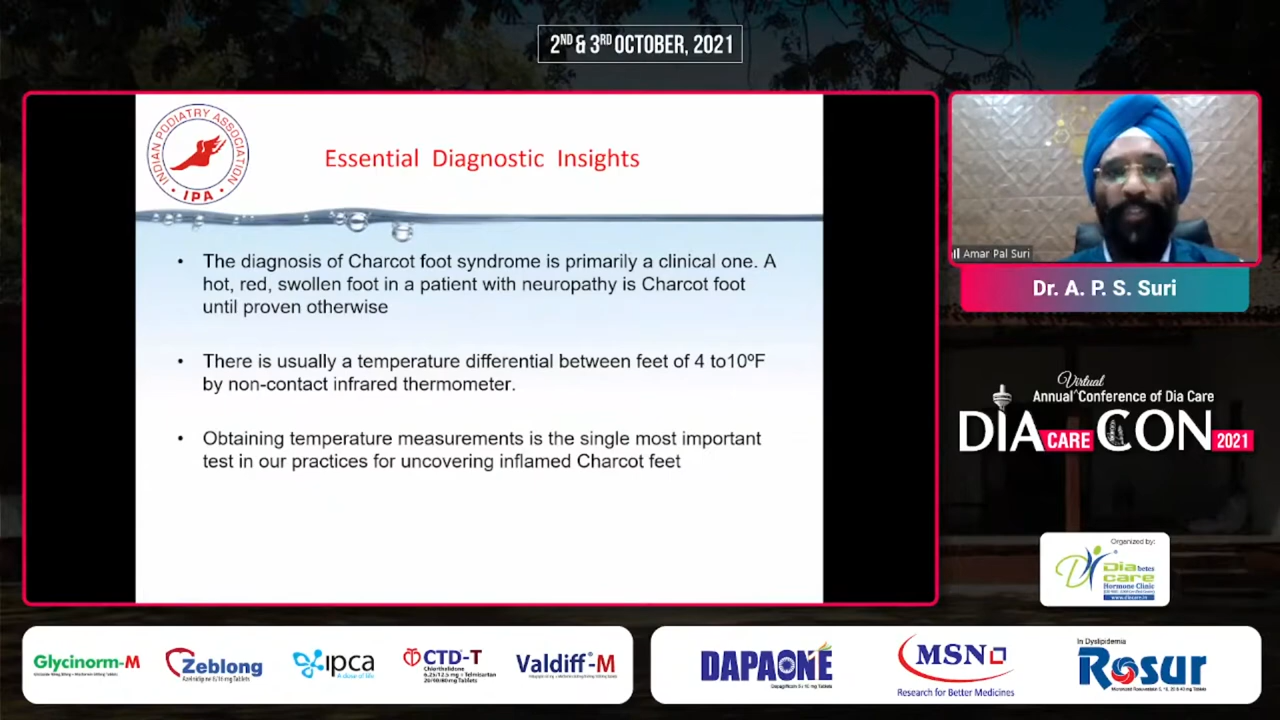 2ND & 3RD OCTOBER, 2021
INDIAN PODIATRY ASSOCIATION
IPA
Essential Diagnostic Insights
• The diagnosis of Charcot foot syndrome is primarily a clinical one. A
hot, red, swollen foot in a patient with neuropathy is Charcot foot
until proven otherwise
• There is usually a temperature differential between feet of 4 to10ºF
by non-contact infrared thermometer.
• Obtaining temperature measurements is the single most important
test in our practices for uncovering inflamed Charcot feet
Amar Pal Suri
Dr. A. P. S. Suri
Virtual
Annual Conference of Dia Care
DIA CARE CON 2021
Organized by:
Diabetes
care
Hormone Clinic
Glycinorm-M
Zeblong
ipca
A dose of life
CTD-T
Chlorthalidone
6.25/12.5 mg + Telmisartan
20/40/80 mg Tablets
Valdiff-M
DAPAONE
MSN
Research for Better Medicines
In Dyslipidemia
Rosur